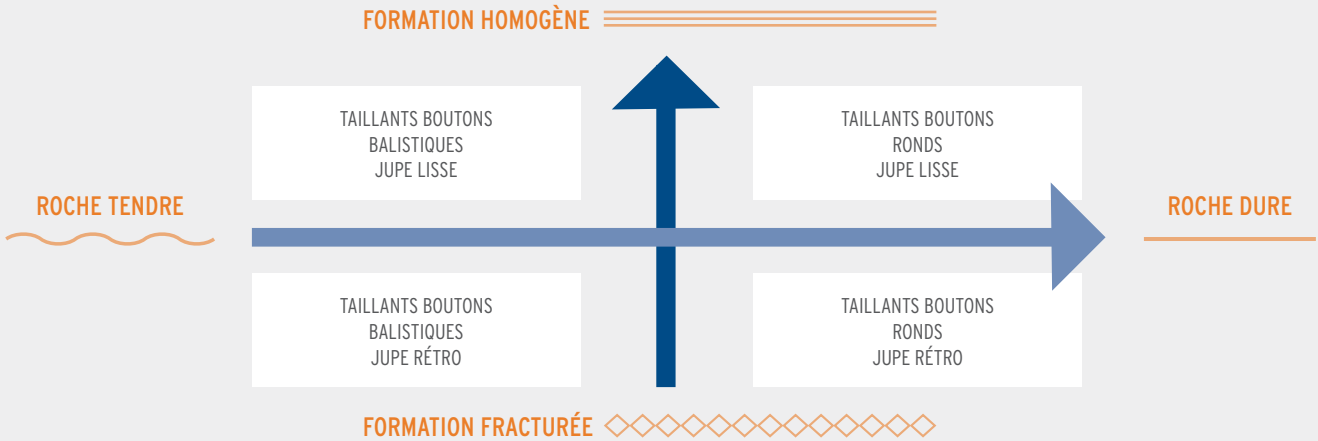 FORMATION HOMOGÈNE
TAILLANTS BOUTONS
BALISTIQUES
JUPE LISSE
TAILLANTS BOUTONS
RONDS
JUPE LISSE
ROCHE TENDRE
ROCHE DURE
TAILLANTS BOUTONS
BALISTIQUES
JUPE RÉTRO
TAILLANTS BOUTONS
RONDS
JUPE RÉTRO
FORMATION FRACTURÉE